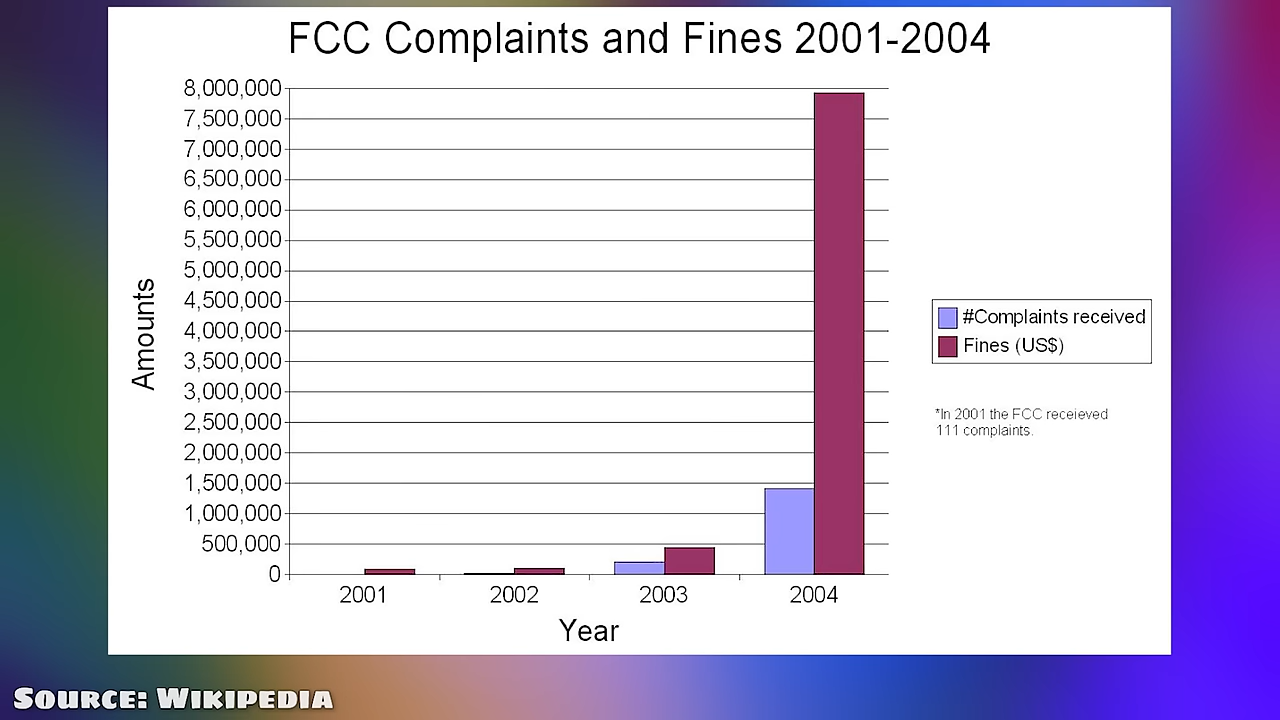 FCC Complaints and Fines 2001-2004
8,000,000
7,500,000
7,000,000
6,500,000
6,000,000
5,500,000
5,000,000
4,500,000
4,000,000
3,500,000
3,000,000
2,500,000
2,000,000
1,500,000
1,000,000
500,000
0
Amounts
2001 2002 2003 2004
Year
#Complaints received
Fines (US$)
*In 2001 the FCC receieved
111 complaints.
Source: Wikipedia